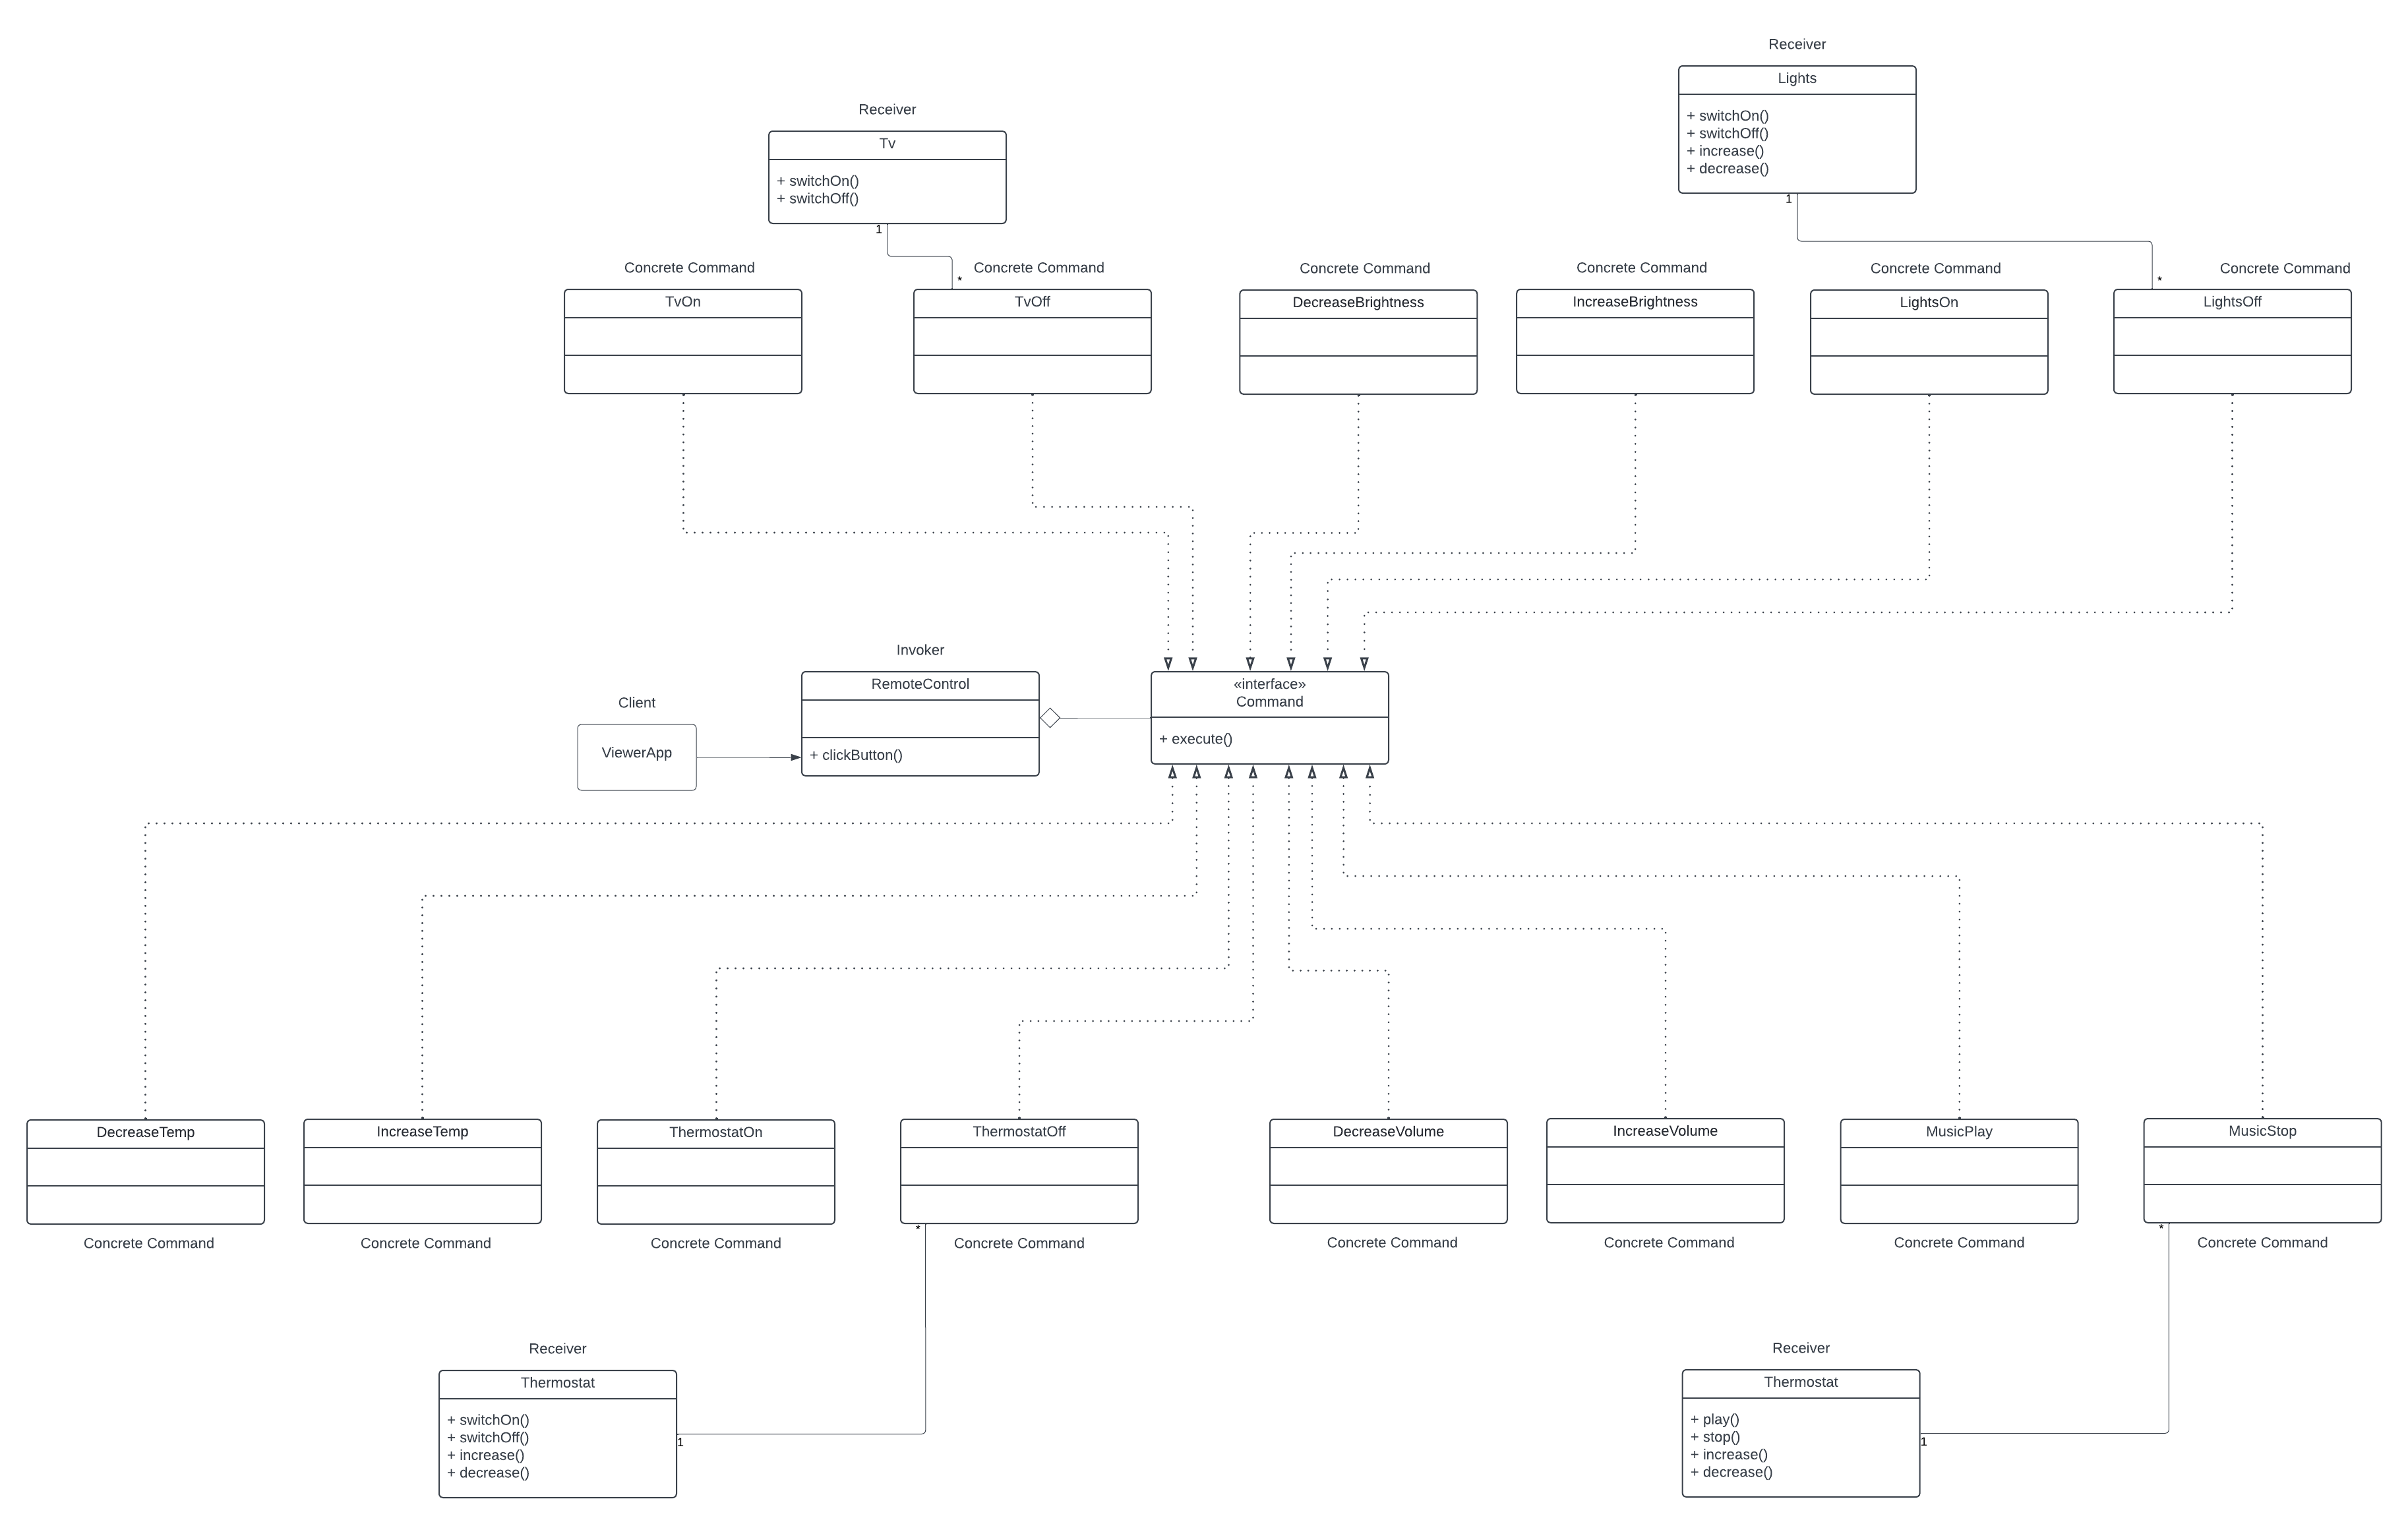 Receiver
Lights
+ switchOn()
+ switchOff()
+ increase()
+ decrease()
1
*
Receiver
Tv
+ switchOn()
+ switchOff()
1
*
Concrete Command
TvOn
Concrete Command
TvOff
Concrete Command
DecreaseBrightness
Concrete Command
IncreaseBrightness
Concrete Command
LightsOn
Concrete Command
LightsOff
Client
ViewerApp
Invoker
RemoteControl
+ clickButton()
«interface»
Command
+ execute()
DecreaseTemp
Concrete Command
IncreaseTemp
Concrete Command
ThermostatOn
Concrete Command
ThermostatOff
*
Concrete Command
DecreaseVolume
Concrete Command
IncreaseVolume
Concrete Command
MusicPlay
Concrete Command
MusicStop
*
Concrete Command
Receiver
Thermostat
+ switchOn()
+ switchOff()
+ increase()
+ decrease()
1
Receiver
Thermostat
+ play()
+ stop()
+ increase()
+ decrease()
1